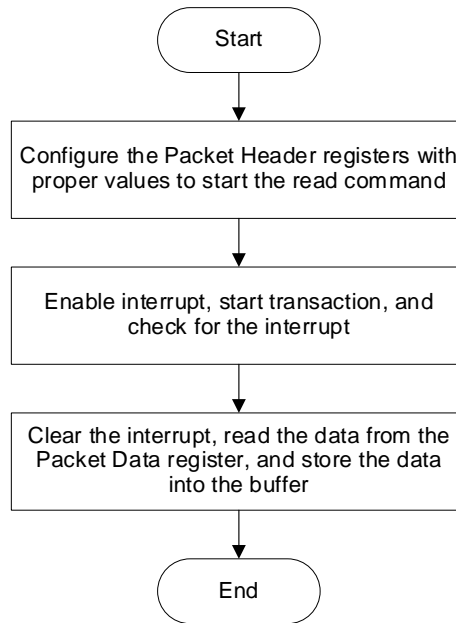 Start
Configure the Packet Header registers with
proper values to start the read command
Enable interrupt, start transaction, and
check for the interrupt
Clear the interrupt, read the data from the
Packet Data register, and store the data
into the buffer
End